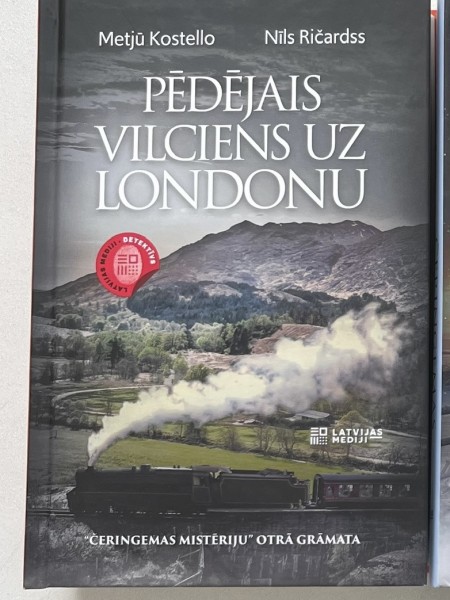 Metjū Kostello Nīls Ričardss
PĒDĒJAIS
VILCIENS UZ
LONDONU
LATVIJAS MEDIJI · DETEKTĪVS
LATVIJAS
MEDIJI
"ČERINGEMAS MISTĒRIJU" OTRĀ GRĀMATA